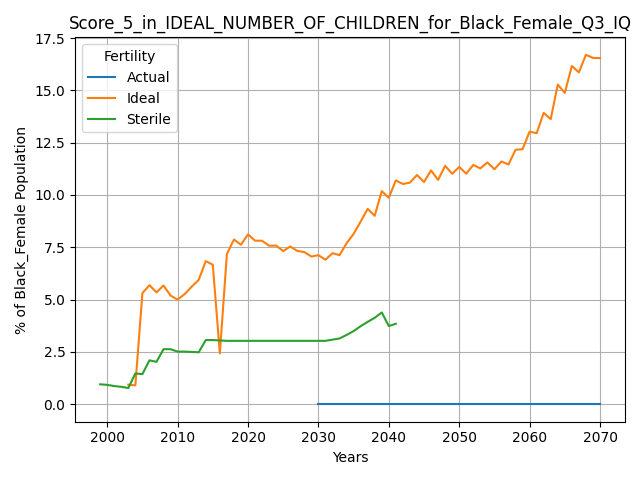 Score_5_in_IDEAL_NUMBER_OF_CHILDREN_for_Black_Female_Q3_IQ
Fertility
Actual
Ideal
Sterile
% of Black_Female Population
17.5
15.0
12.5
10.0
7.5
5.0
2.5
0.0
2000 2010 2020 2030 2040 2050 2060 2070
Years